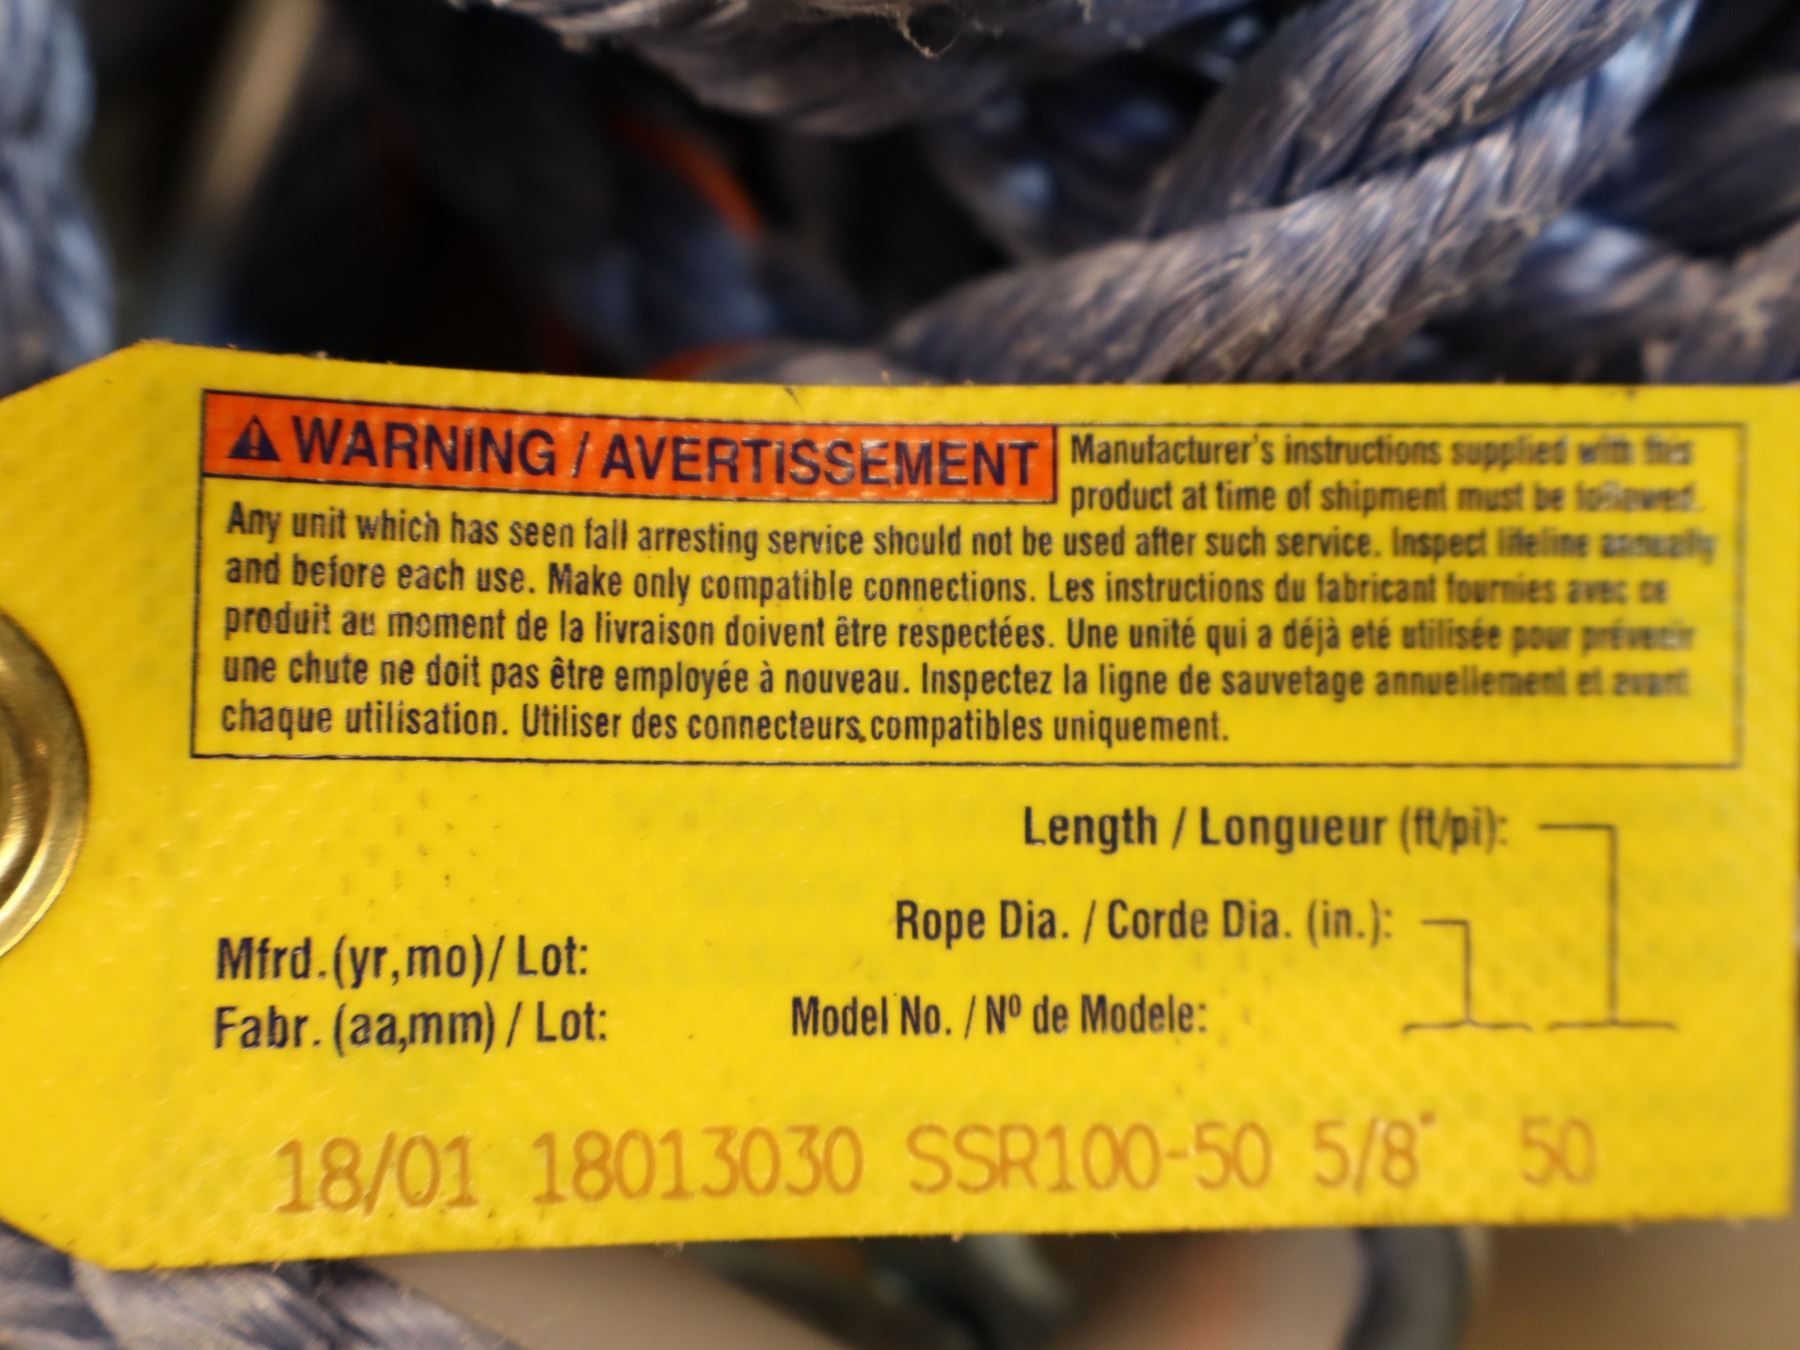 ⚠ WARNING / AVERTISSEMENT
Manufacturer's instructions supplied with this
product at time of shipment must be followed.
Any unit which has seen fall arresting service should not be used after such service. Inspect lifeline annually
and before each use. Make only compatible connections. Les instructions du fabricant fournies avec ce
produit au moment de la livraison doivent être respectées. Une unité qui a déjà eté utilisée pour prévenir
une chute ne doit pas être employée à nouveau. Inspectez la ligne de sauvetage annuellement et avant
chaque utilisation. Utiliser des connecteurs compatibles uniquement.
Length / Longueur (ft/pi):
Rope Dia. / Corde Dia. (in.):
Mfrd.(yr,mo)/ Lot:
Fabr. (aa,mm) / Lot:
Model No. / Nº de Modele:
18/01 18013030 SSR100-50 5/8" 50